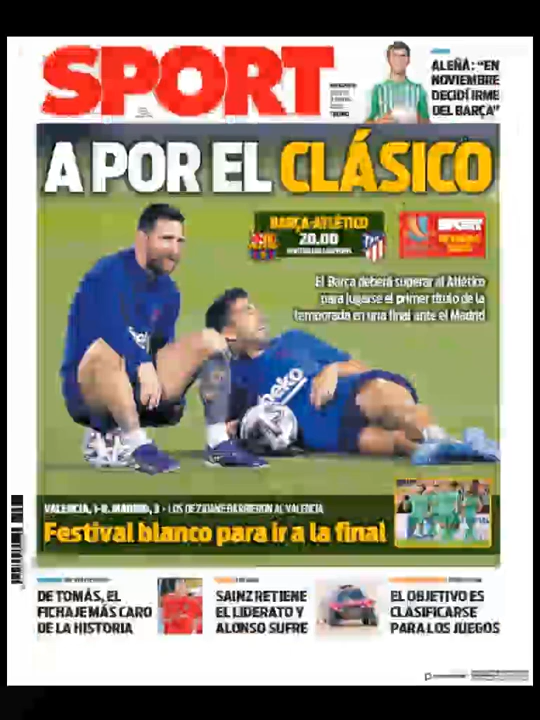 SPORT
ALEÑÁ: “EN
NOVIEMBRE
DECIDÍ IRME
DEL BARÇA”
A POR EL CLÁSICO
BARÇA-ATLÉTICO
20.00
SPORT
El Barça deberá superar al Atlético
para jugarse el primer título de la
temporada en una final ante el Madrid
beko
VALENCIA, 1-R. MADRID, 3 · LOS DE ZIDANE BARRIERON AL VALENCIA
Festival blanco para ir a la final
DE TOMÁS, EL
FICHAJE MÁS CARO
DE LA HISTORIA
SAINZ RETIENE
EL LIDERATO Y
ALONSO SUFRE
EL OBJETIVO ES
CLASIFICARSE
PARA LOS JUEGOS